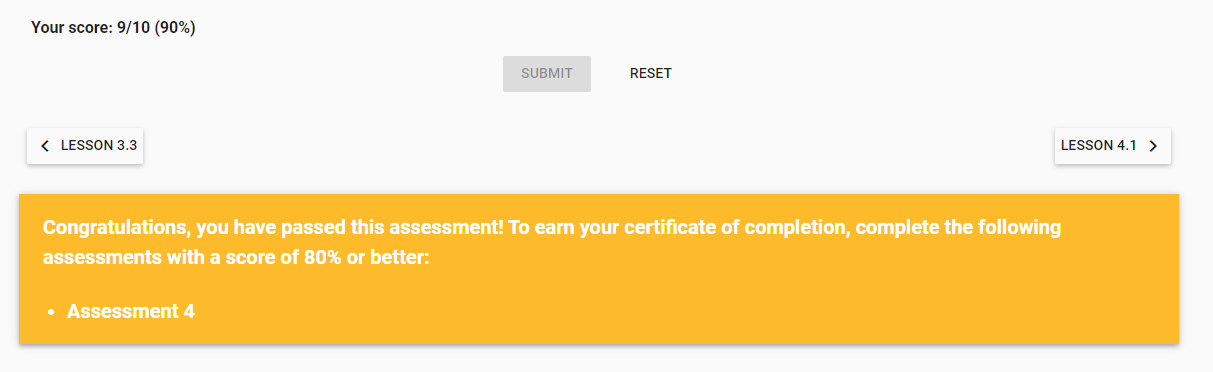 Your score: 9/10 (90%)
SUBMIT
RESET
LESSON 3.3
LESSON 4.1
Congratulations, you have passed this assessment! To earn your certificate of completion, complete the following
assessments with a score of 80% or better:
• Assessment 4